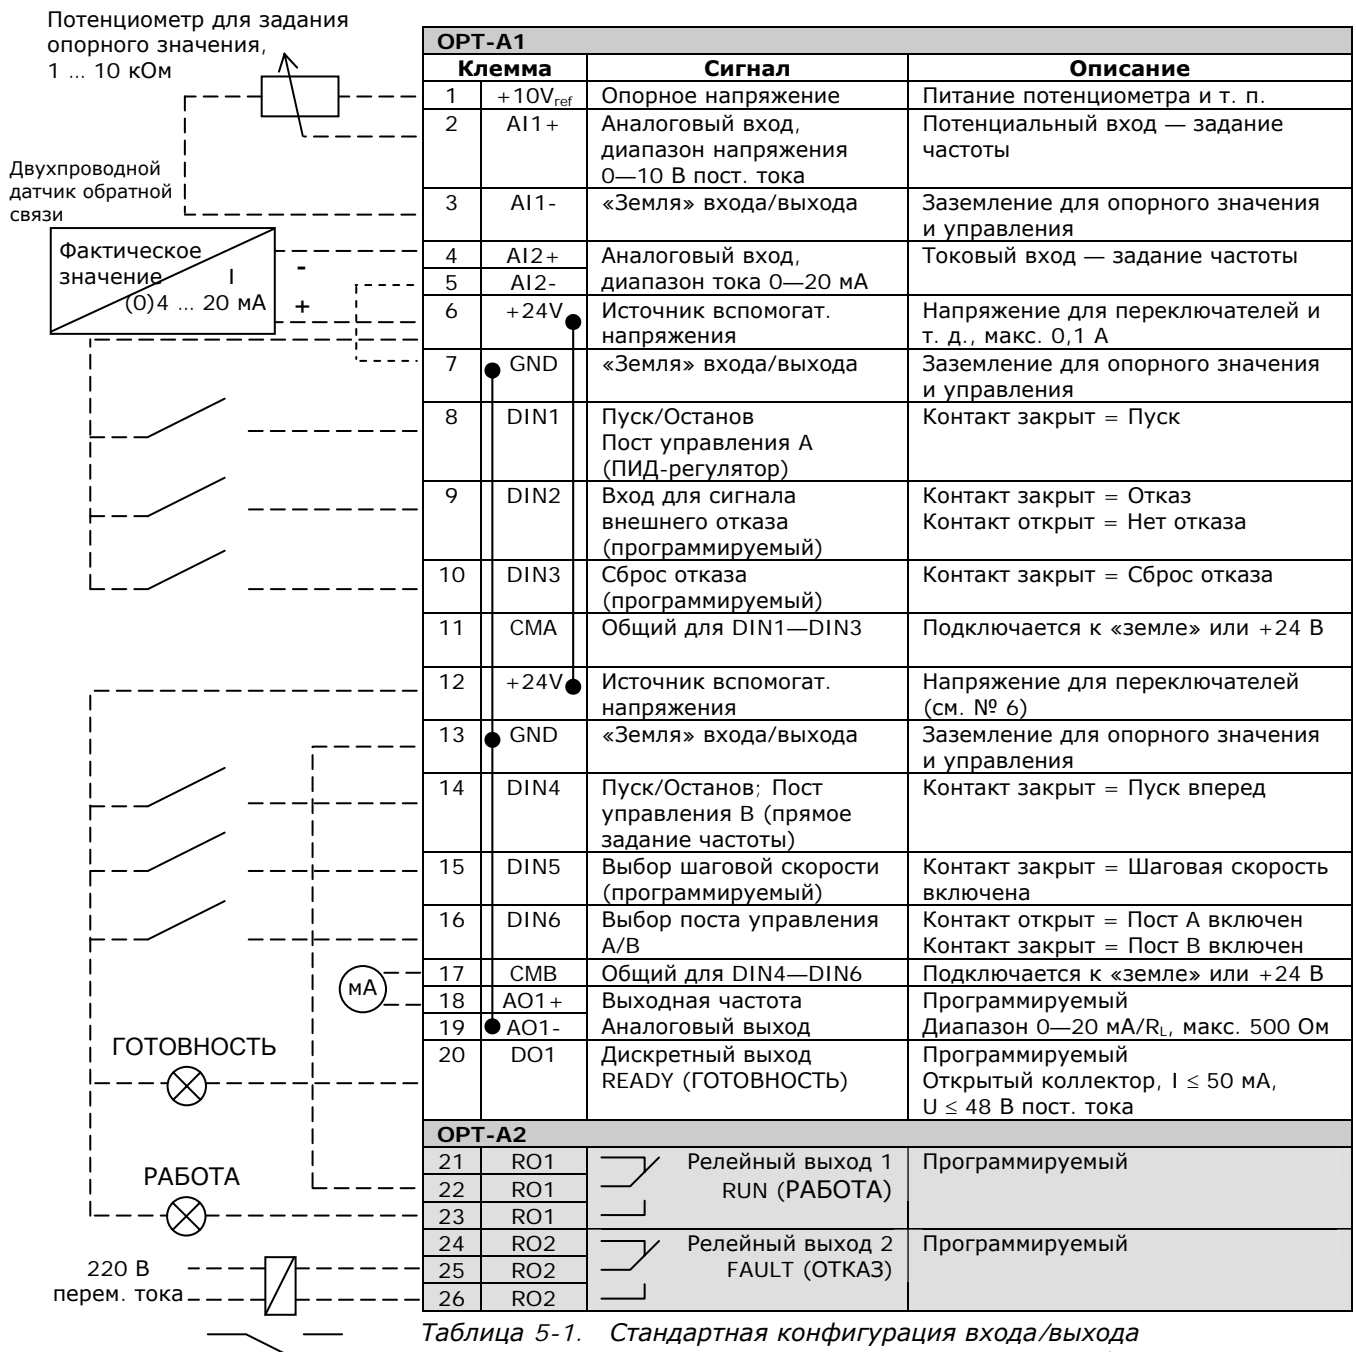 Потенциометр для задания
опорного значения,
1 ... 10 кОм
Двухпроводной
датчик обратной
связи
Фактическое
значение
I
(0)4 ... 20 мА
-
+
ГОТОВНОСТЬ
РАБОТА
220 В
перем. тока
мА
OPT-A1
Клемма Сигнал Описание
1 +10Vref Опорное напряжение Питание потенциометра и т. п.
2 AI1+ Аналоговый вход, Потенциальный вход — задание
диапазон напряжения частоты
0—10 В пост. тока
3 AI1- «Земля» входа/выхода Заземление для опорного значения
и управления
4 AI2+ Аналоговый вход, Токовый вход — задание частоты
5 AI2- диапазон тока 0—20 мА
6 +24V Источник вспомогат. Напряжение для переключателей и
напряжения т. д., макс. 0,1 А
7 GND «Земля» входа/выхода Заземление для опорного значения
и управления
8 DIN1 Пуск/Останов Контакт закрыт = Пуск
Пост управления А
(ПИД-регулятор)
9 DIN2 Вход для сигнала Контакт закрыт = Отказ
внешнего отказа Контакт открыт = Нет отказа
(программируемый)
10 DIN3 Сброс отказа Контакт закрыт = Сброс отказа
(программируемый)
11 CMA Общий для DIN1—DIN3 Подключается к «земле» или +24 В
12 +24V Источник вспомогат. Напряжение для переключателей
напряжения (см. № 6)
13 GND «Земля» входа/выхода Заземление для опорного значения
и управления
14 DIN4 Пуск/Останов; Пост Контакт закрыт = Пуск вперед
управления В (прямое
задание частоты)
15 DIN5 Выбор шаговой скорости Контакт закрыт = Шаговая скорость
(программируемый) включена
16 DIN6 Выбор поста управления Контакт открыт = Пост А включен
А/В Контакт закрыт = Пост В включен
17 CMB Общий для DIN4—DIN6 Подключается к «земле» или +24 В
18 AO1+ Выходная частота Программируемый
19 AO1- Аналоговый выход Диапазон 0—20 мА/RL, макс. 500 Ом
20 DO1 Дискретный выход Программируемый
READY (ГОТОВНОСТЬ) Открытый коллектор, I ≤ 50 мА,
U ≤ 48 В пост. тока
OPT-A2
21 RO1 Релейный выход 1 Программируемый
22 RO1 RUN (РАБОТА)
23 RO1
24 RO2 Релейный выход 2 Программируемый
25 RO2 FAULT (ОТКАЗ)
26 RO2
Таблица 5-1. Стандартная конфигурация входа/выхода